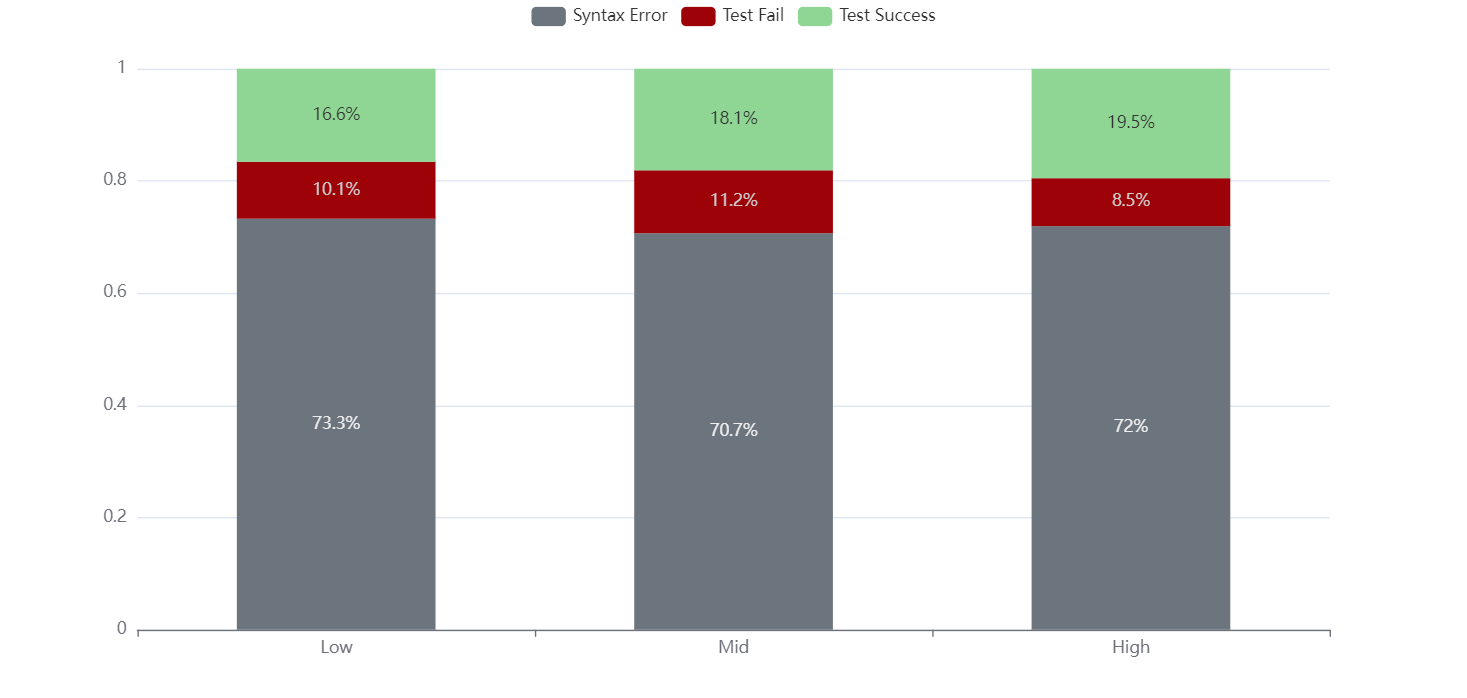 Syntax Error Test Fail Test Success
1
16.6% 18.1% 19.5%
0.8
10.1% 11.2% 8.5%
0.6
0.4
73.3% 70.7% 72%
0.2
0
Low Mid High